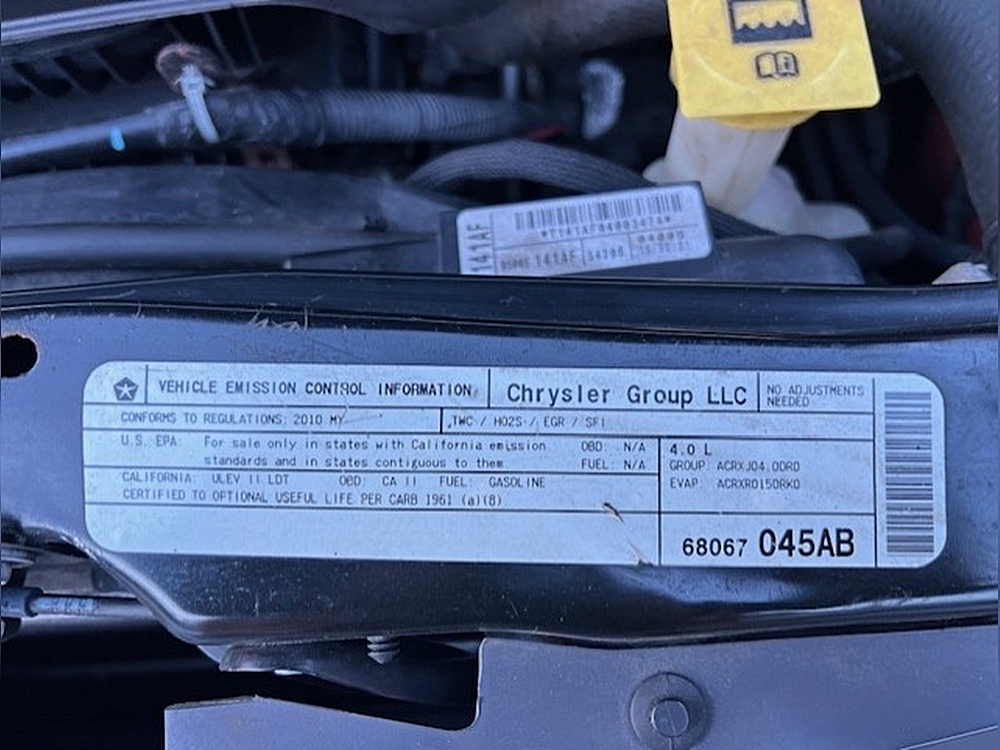 141AF
141AF
VEHICLE EMISSION CONTROL INFORMATION
Chrysler Group LLC
NO ADJUSTMENTS
NEEDED
CONFORMS TO REGULATIONS: 2010 MY
TWC / HO2S / EGR / SFI
U.S. EPA: For sale only in states with California emission
standards and in states contiguous to them
OBD: N/A
FUEL: N/A
CALIFORNIA: ULEV II LDT OBD: CA II FUEL: GASOLINE
CERTIFIED TO OPTIONAL USEFUL LIFE PER CARB 1961 (a)(8)
4.0 L
GROUP: ACRXJ04.0DR0
EVAP: ACRXR0150RK0
68067 045AB